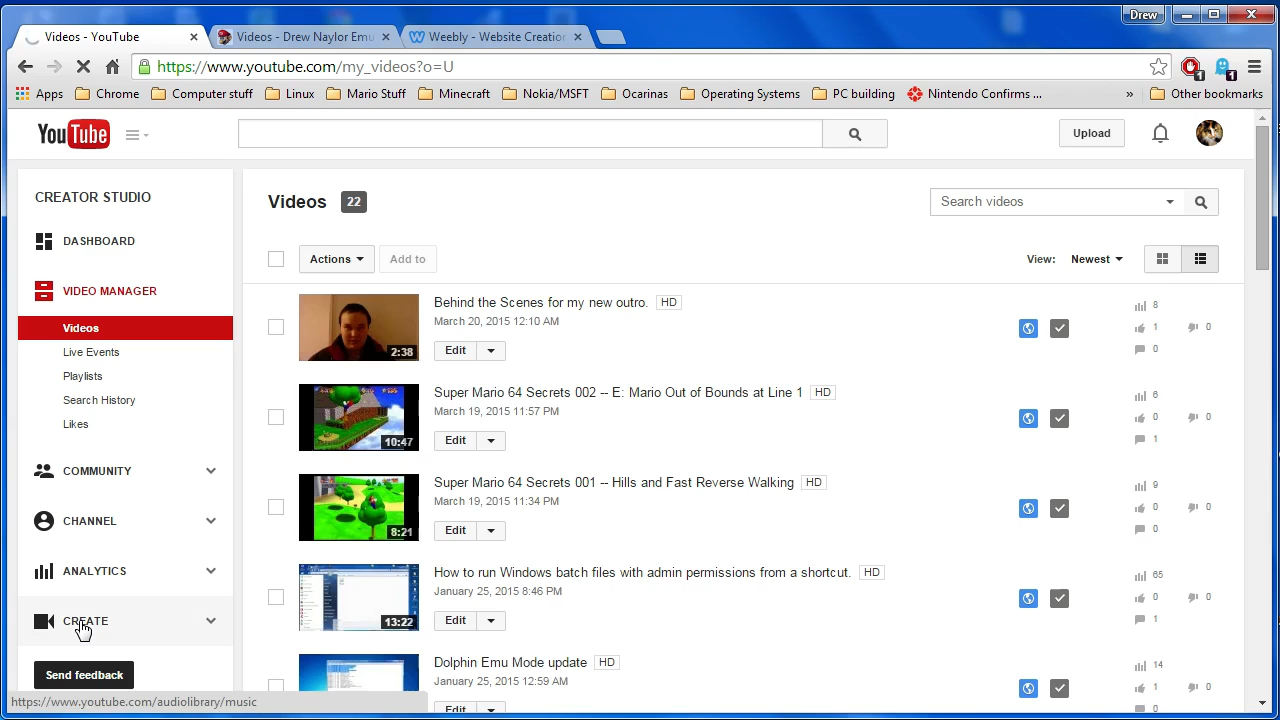 Drew
Videos - YouTube
Videos - Drew Naylor Emu
Weebly - Website Creation
https://www.youtube.com/my_videos?o=U
1
1
Apps
Chrome
Computer stuff
Linux
Mario Stuff
Minecraft
Nokia/MSFT
Ocarinas
Operating Systems
PC building
Nintendo Confirms ...
»
Other bookmarks
YouTube
Upload
CREATOR STUDIO
DASHBOARD
VIDEO MANAGER
Videos
Live Events
Playlists
Search History
Likes
COMMUNITY
CHANNEL
ANALYTICS
CREATE
Send feedback
https://www.youtube.com/audiolibrary/music
Videos 22
Search videos
Actions
Add to
View:
Newest
2:38
Behind the Scenes for my new outro. HD
March 20, 2015 12:10 AM
Edit
8
1 0
0
10:47
Super Mario 64 Secrets 002 -- E: Mario Out of Bounds at Line 1 HD
March 19, 2015 11:57 PM
Edit
6
0 0
1
8:21
Super Mario 64 Secrets 001 -- Hills and Fast Reverse Walking HD
March 19, 2015 11:34 PM
Edit
9
0 0
0
13:22
How to run Windows batch files with admin permissions from a shortcut. HD
January 25, 2015 8:46 PM
Edit
65
0 0
1
Dolphin Emu Mode update HD
January 25, 2015 12:59 AM
Edit
14
1 0
0